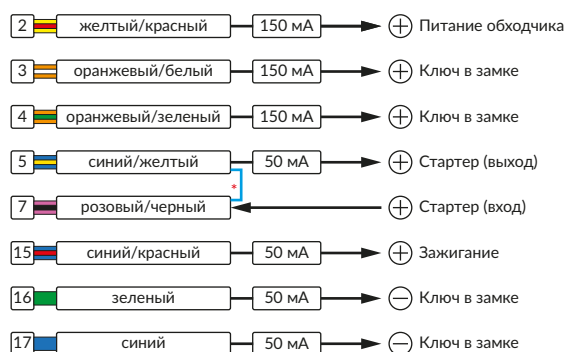 2 желтый/красный 150 мА + Питание обходчика
3 оранжевый/белый 150 мА + Ключ в замке
4 оранжевый/зеленый 150 мА + Ключ в замке
5 синий/желтый 50 мА + Стартер (выход)
*
7 розовый/черный + Стартер (вход)
15 синий/красный 50 мА + Зажигание
16 зеленый 50 мА − Ключ в замке
17 синий 50 мА − Ключ в замке